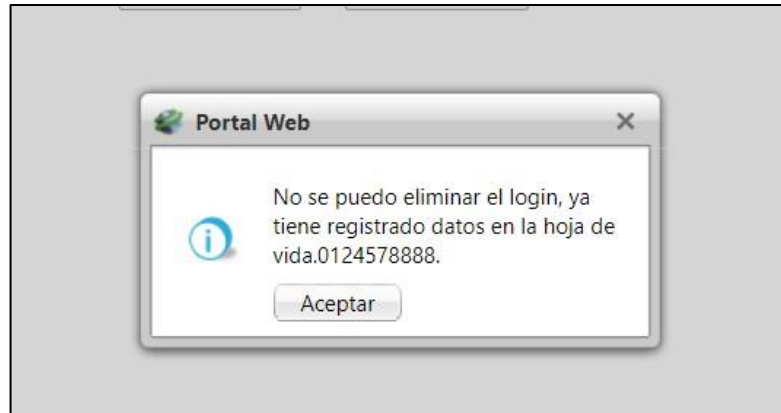 Portal Web
No se puedo eliminar el login, ya
tiene registrado datos en la hoja de
vida.0124578888.
Aceptar